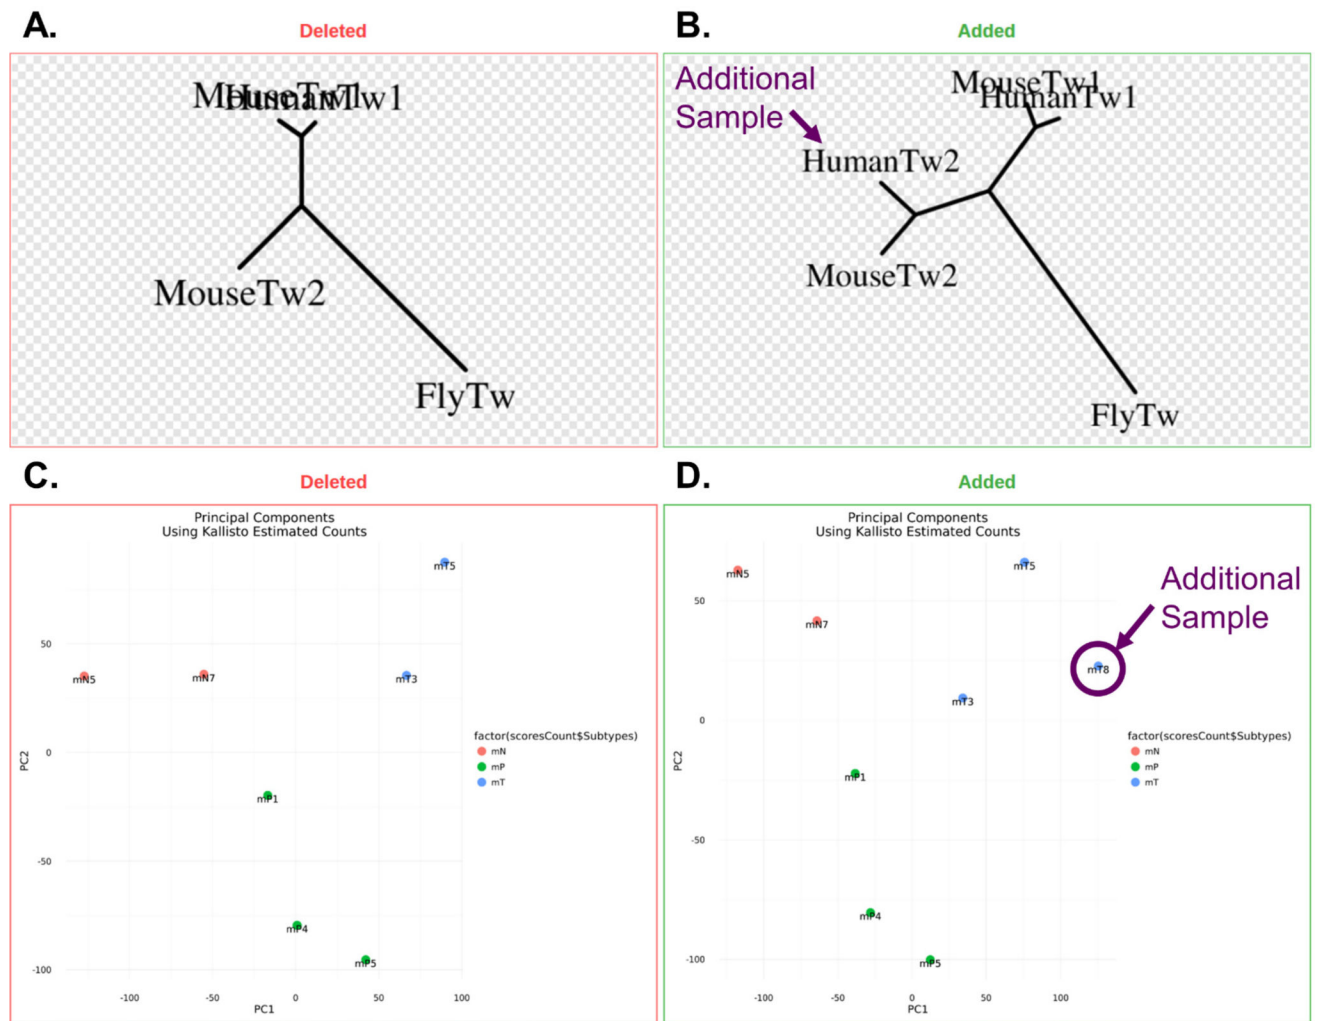 A.
Deleted
MouseTw1
HumanTw1
MouseTw2
FlyTw
B.
Added
Additional
Sample
MouseTw1
HumanTw1
HumanTw2
MouseTw2
FlyTw
C.
Deleted
Principal Components
Using Kallisto Estimated Counts
mT5
50
mN5
mN7
mT3
factor(scoresCount$Subtypes)
mN
mP
mT
0
PC2
mP1
-50
mP4
mP5
-100
-100
-50
0
50
100
PC1
D.
Added
Principal Components
Using Kallisto Estimated Counts
mN5
mT5
Additional
Sample
50
mN7
mT8
mT3
0
factor(scoresCount$Subtypes)
mN
mP
mT
PC2
mP1
-50
mP4
mP5
-100
-100
-50
0
50
100
PC1